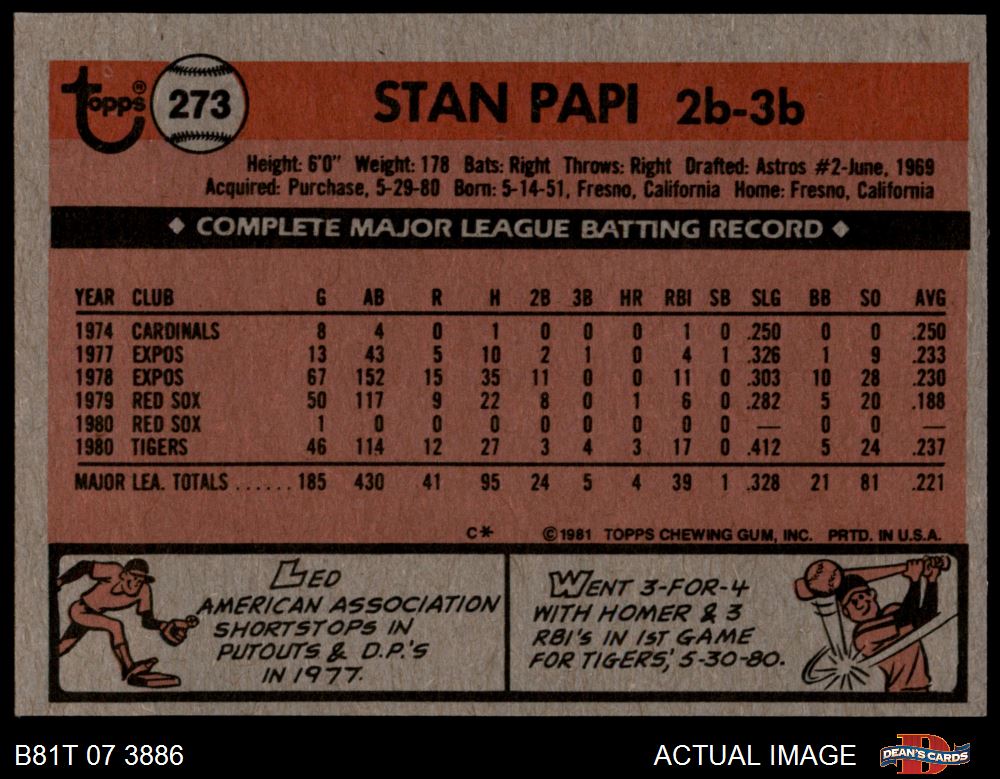 topps® 273 STAN PAPI 2b-3b
Height: 6'0" Weight: 178 Bats: Right Throws: Right Drafted: Astros #2-June, 1969
Acquired: Purchase, 5-29-80 Born: 5-14-51, Fresno, California Home: Fresno, California
◆ COMPLETE MAJOR LEAGUE BATTING RECORD ◆
YEAR CLUB G AB R H 2B 3B HR RBI SB SLG BB SO AVG
1974 CARDINALS 8 4 0 1 0 0 0 1 0 .250 0 0 .250
1977 EXPOS 13 43 5 10 2 1 0 4 1 .326 1 9 .233
1978 EXPOS 67 152 15 35 11 0 0 11 0 .303 10 28 .230
1979 RED SOX 50 117 9 22 8 0 1 6 0 .282 5 20 .188
1980 RED SOX 1 0 0 0 0 0 0 0 0 — 0 0 —
1980 TIGERS 46 114 12 27 3 4 3 17 0 .412 5 24 .237
MAJOR LEA. TOTALS ...... 185 430 41 95 24 5 4 39 1 .328 21 81 .221
C* ©1981 TOPPS CHEWING GUM, INC. PRTD. IN U.S.A.
LED
AMERICAN ASSOCIATION
SHORTSTOPS IN
PUTOUTS & D.P.'S
IN 1977.
WENT 3-FOR-4
WITH HOMER & 3
RBI'S IN 1ST GAME
FOR TIGERS, 5-30-80.
B81T 07 3886 ACTUAL IMAGE DEAN'S CARDS